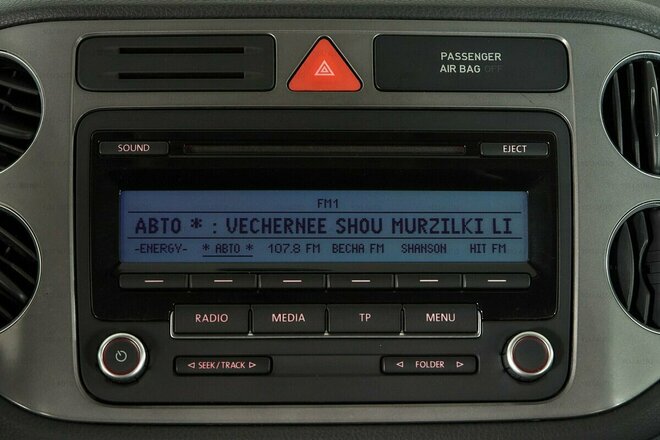 PASSENGER
AIR BAG OFF
SOUND
EJECT
FM1
АВТО * : VECHERNEE SHOU MURZILKI LI
-ENERGY- * АВТО * 107.8 FM ВЕСНА FM SHANSON HIT FM
RADIO MEDIA TP MENU
SEEK/TRACK
FOLDER